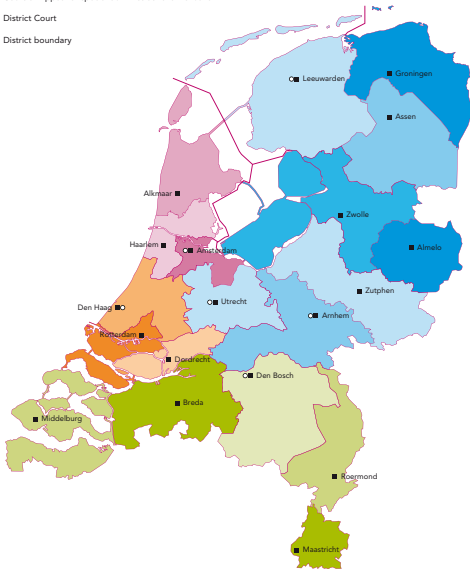 District Court
District boundary
Leeuwarden
Groningen
Assen
Alkmaar
Zwolle
Haarlem
Amsterdam
Almelo
Zutphen
Utrecht
Den Haag
Arnhem
Rotterdam
Dordrecht
Den Bosch
Breda
Middelburg
Roermond
Maastricht